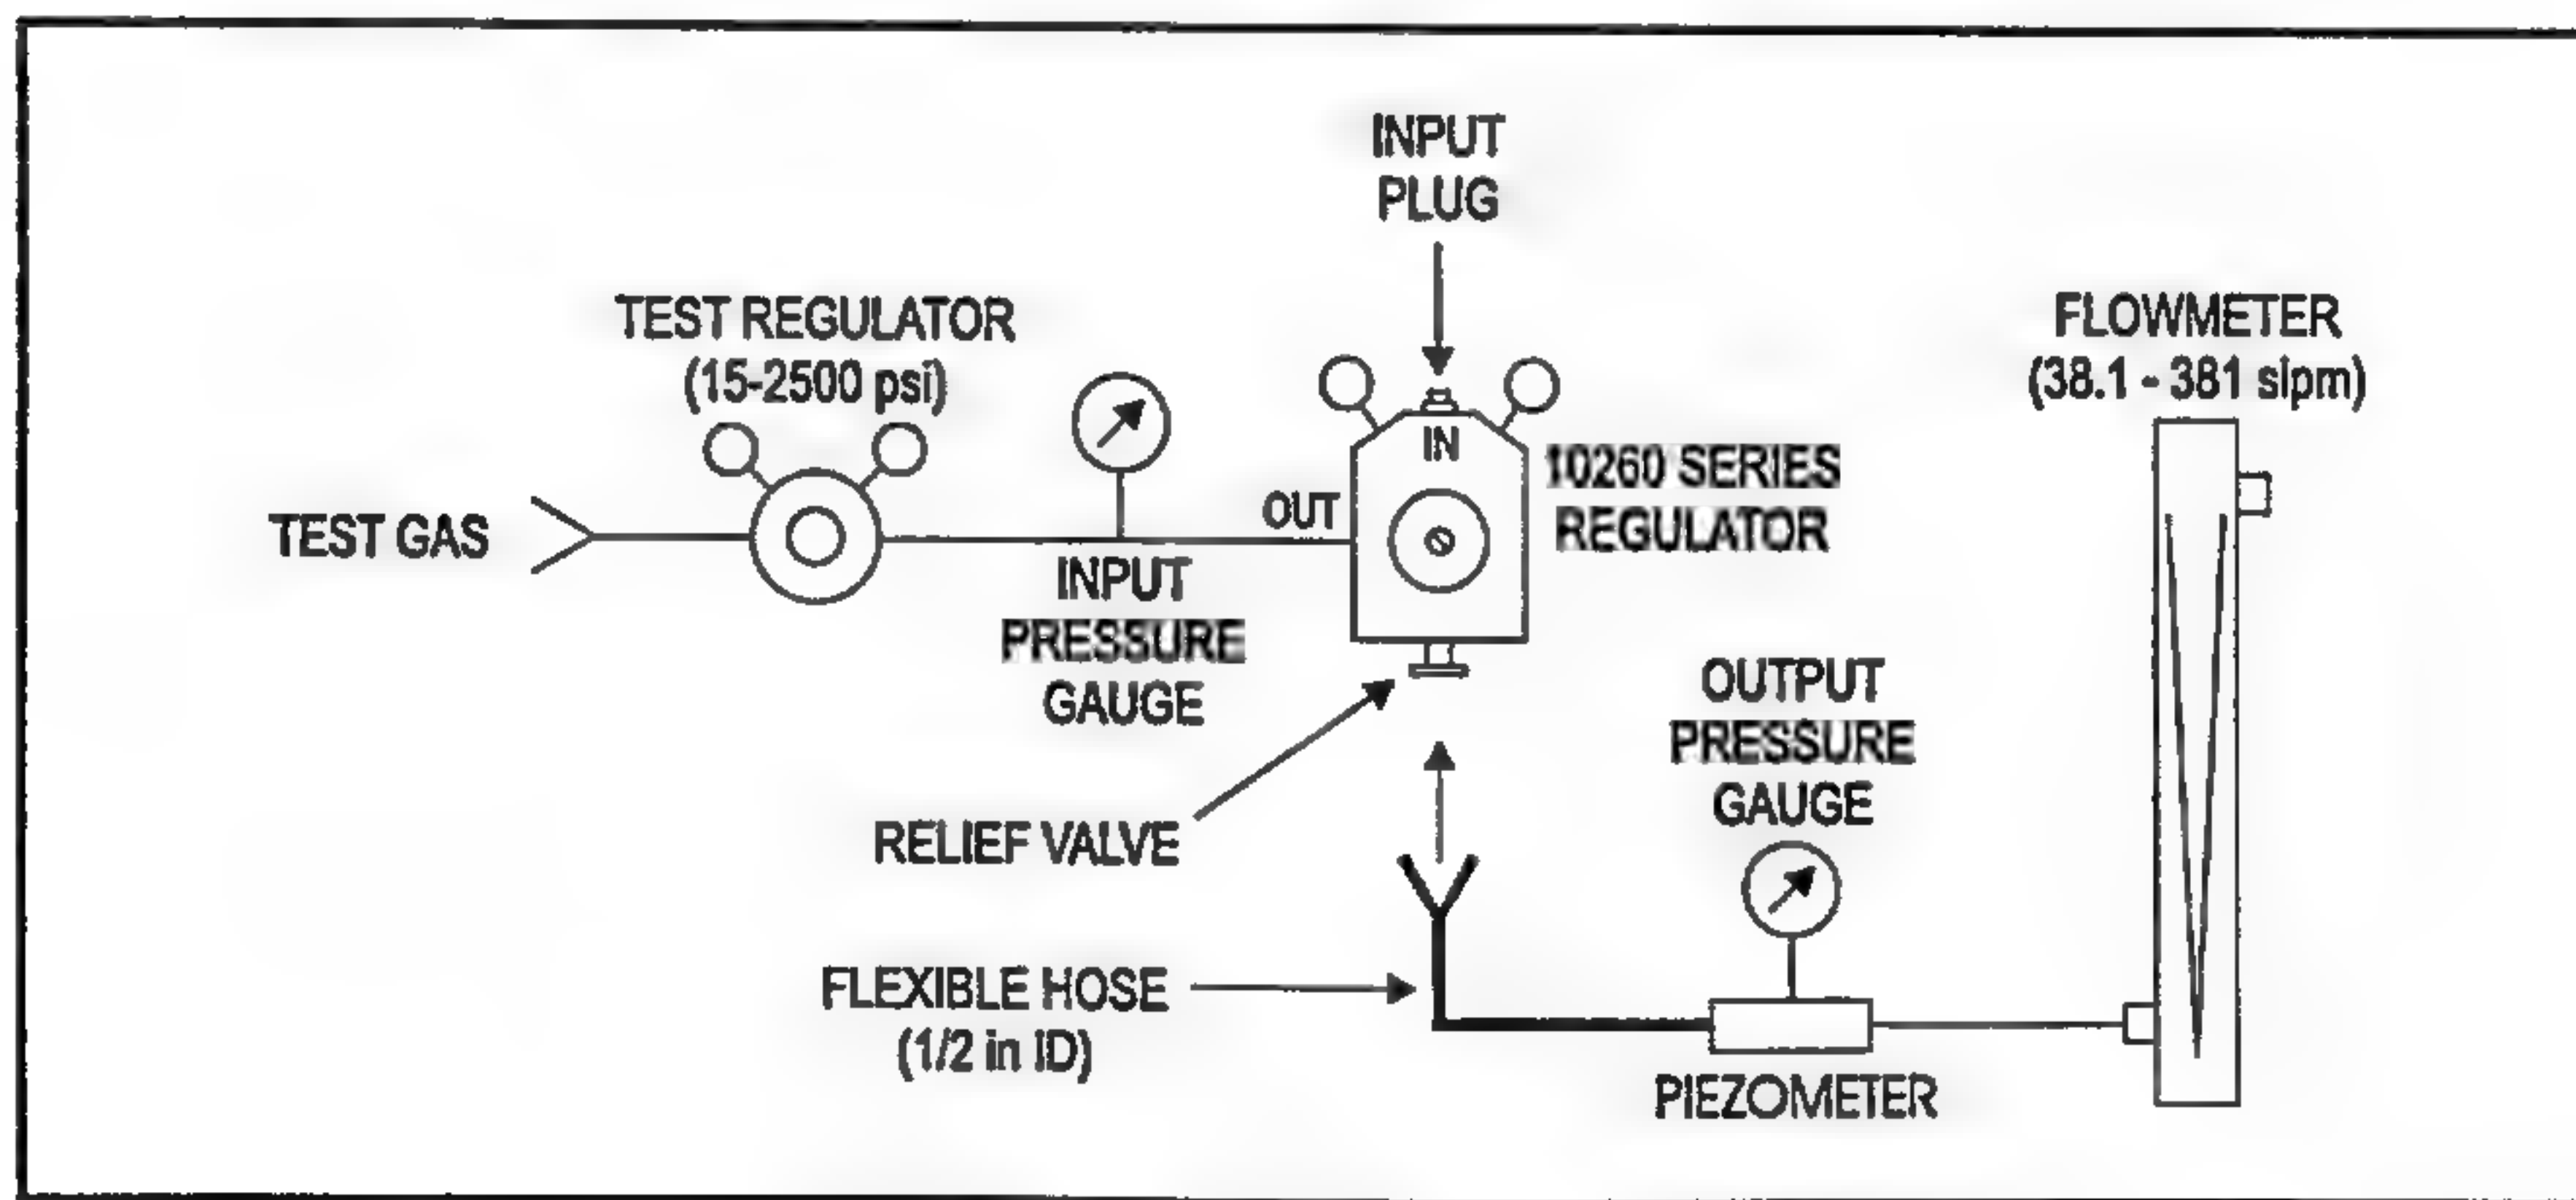 INPUT
PLUG
TEST REGULATOR
(15-2500 psi)
FLOWMETER
(38.1 - 381 slpm)
IN
10260 SERIES
REGULATOR
OUT
TEST GAS
INPUT
PRESSURE
GAUGE
OUTPUT
PRESSURE
GAUGE
RELIEF VALVE
FLEXIBLE HOSE
(1/2 in ID)
PIEZOMETER